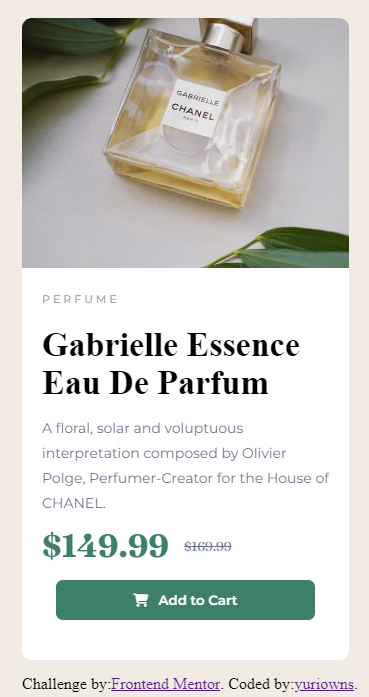 GABRIELLE
CHANEL
PARIS
PERFUME
Gabrielle Essence
Eau De Parfum
A floral, solar and voluptuous
interpretation composed by Olivier
Polge, Perfumer-Creator for the House of
CHANEL.
$149.99 $169.99
Add to Cart
Challenge by:Frontend Mentor. Coded by:yuriowns.